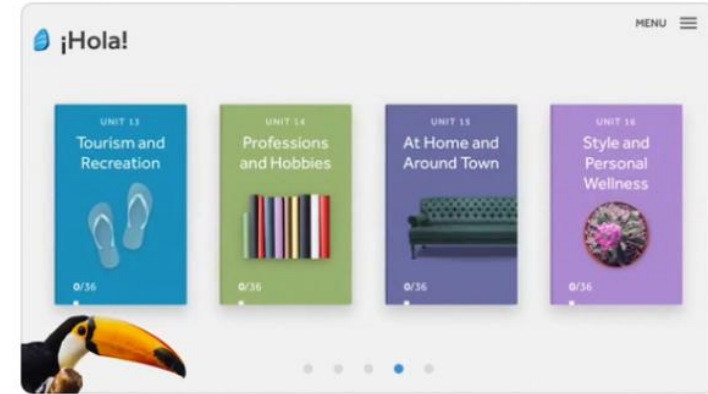 MENU
¡Hola!
UNIT 13
Tourism and
Recreation
0/36
UNIT 14
Professions
and Hobbies
0/36
UNIT 15
At Home and
Around Town
0/36
UNIT 16
Style and
Personal
Wellness
0/36